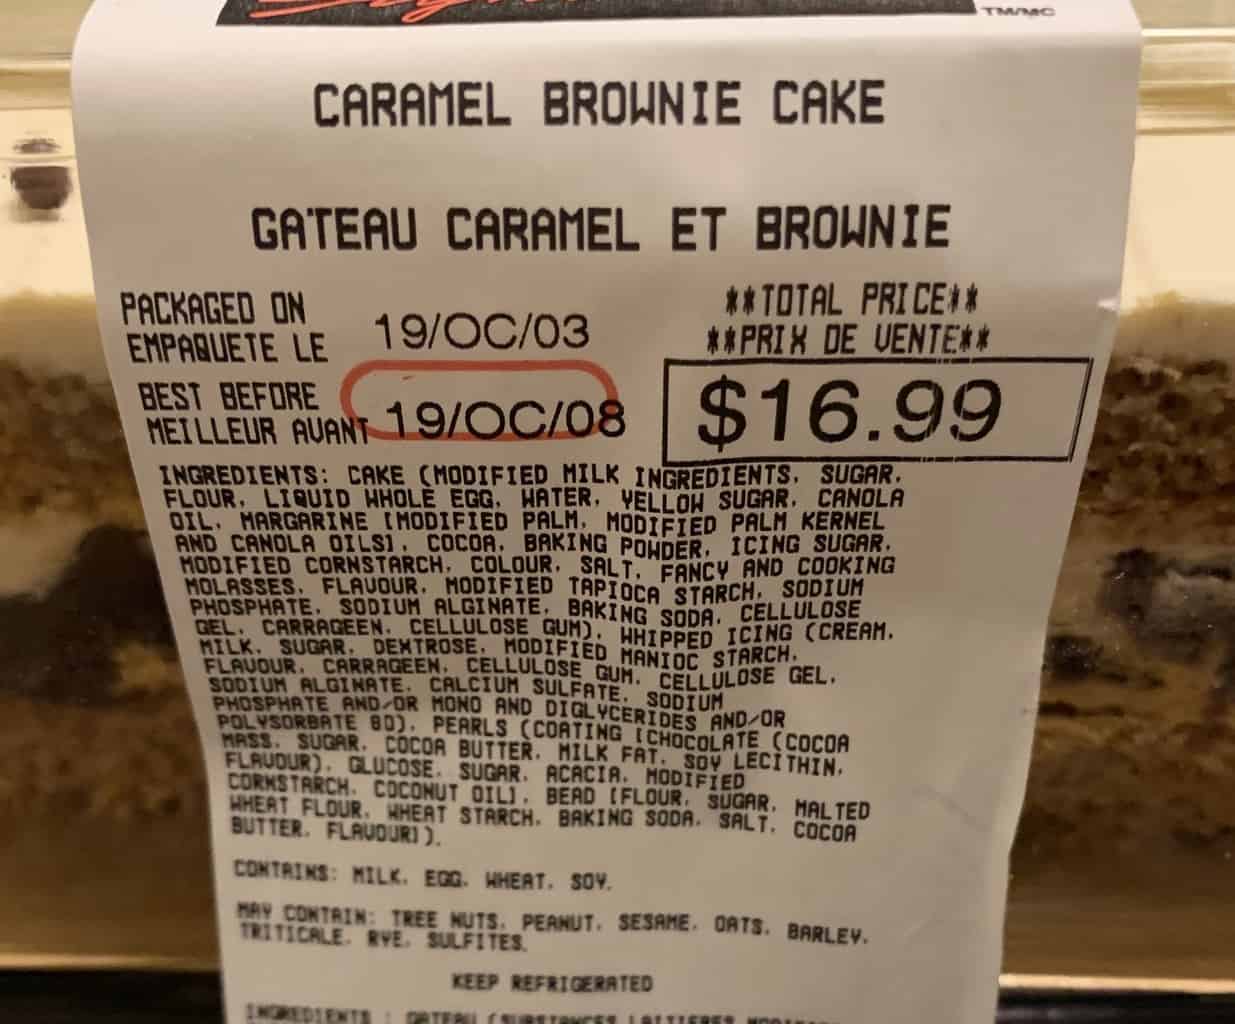 TM/MC
CARAMEL BROWNIE CAKE
GATEAU CARAMEL ET BROWNIE
PACKAGED ON
EMPAQUETE LE
19/OC/03
BEST BEFORE
MEILLEUR AVANT
19/OC/08
**TOTAL PRICE**
**PRIX DE VENTE**
$16.99
INGREDIENTS: CAKE (MODIFIED MILK INGREDIENTS, SUGAR,
FLOUR, LIQUID WHOLE EGG, WATER, YELLOW SUGAR, CANOLA
OIL, MARGARINE [MODIFIED PALM, MODIFIED PALM KERNEL
AND CANOLA OILS], COCOA, BAKING POWDER, ICING SUGAR,
MODIFIED CORNSTARCH, COLOUR, SALT, FANCY AND COOKING
MOLASSES, FLAVOUR, MODIFIED TAPIOCA STARCH, SODIUM
PHOSPHATE, SODIUM ALGINATE, BAKING SODA, CELLULOSE
GEL, CARRAGEEN, CELLULOSE GUM), WHIPPED ICING (CREAM,
MILK, SUGAR, DEXTROSE, MODIFIED MANIOC STARCH,
FLAVOUR, CARRAGEEN, CELLULOSE GUM, CELLULOSE GEL,
SODIUM ALGINATE, CALCIUM SULFATE, SODIUM
PHOSPHATE AND/OR MONO AND DIGLYCERIDES AND/OR
POLYSORBATE 80), PEARLS (COATING [CHOCOLATE (COCOA
MASS, SUGAR, COCOA BUTTER, MILK FAT, SOY LECITHIN,
FLAVOUR), GLUCOSE, SUGAR, ACACIA, MODIFIED
CORNSTARCH, COCONUT OIL], BEAD [FLOUR, SUGAR, MALTED
WHEAT FLOUR, WHEAT STARCH, BAKING SODA, SALT, COCOA
BUTTER, FLAVOUR]).
CONTAINS: MILK, EGG, WHEAT, SOY.
MAY CONTAIN: TREE NUTS, PEANUT, SESAME, OATS, BARLEY,
TRITICALE, RYE, SULFITES.
KEEP REFRIGERATED
INGREDIENTS : GATEAU (SUBSTANCES LAITIERES